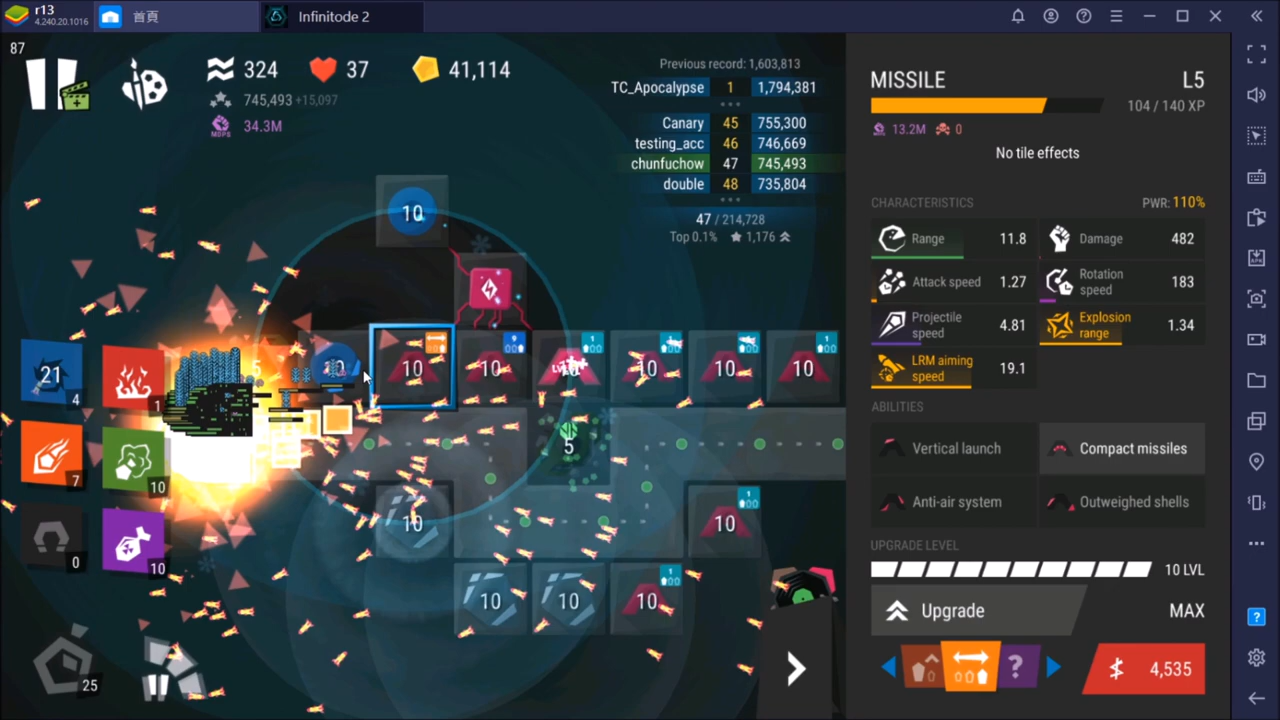 r13
4.240.20.1016
首頁
Infinitode 2
87
324
37
41,114
745,493 +15,097
MDPS
34.3M
Previous record: 1,603,813
TC_Apocalypse 1 1,794,381
Canary 45 755,300
testing_acc 46 746,669
chunfuchow 47 745,493
double 48 735,804
47 / 214,728
Top 0.1% 1,176
MISSILE L5
104 / 140 XP
13.2M 0
No tile effects
CHARACTERISTICS PWR: 110%
Range 11.8
Damage 482
Attack speed 1.27
Rotation speed 183
Projectile speed 4.81
Explosion range 1.34
LRM aiming speed 19.1
ABILITIES
Vertical launch
Compact missiles
Anti-air system
Outweighed shells
UPGRADE LEVEL
10 LVL
Upgrade MAX
?
4,535
10
10 10 10 10 10
5
10 10
10 10 10
21 4
1
7
10
0
10
25